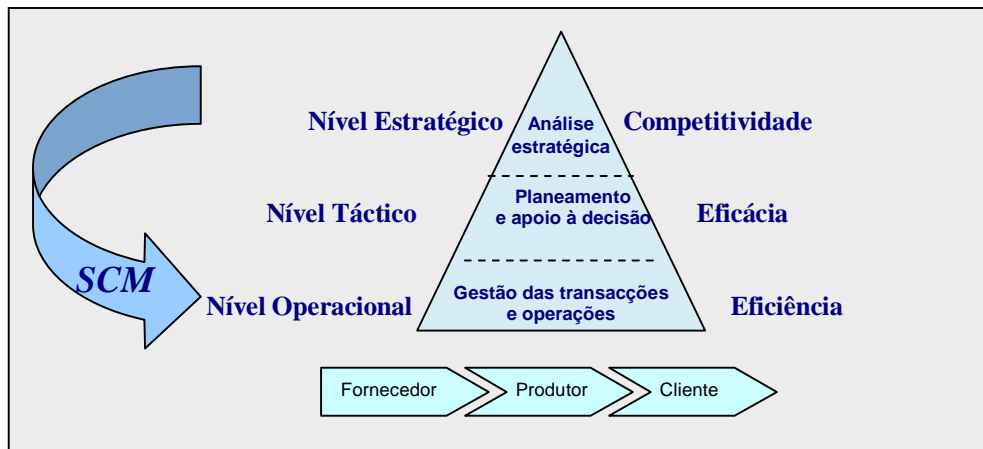 Nível Estratégico
Análise
estratégica
Competitividade
Nível Táctico
Planeamento
e apoio à decisão
Eficácia
SCM
Nível Operacional
Gestão das transacções
e operações
Eficiência
Fornecedor
Produtor
Cliente